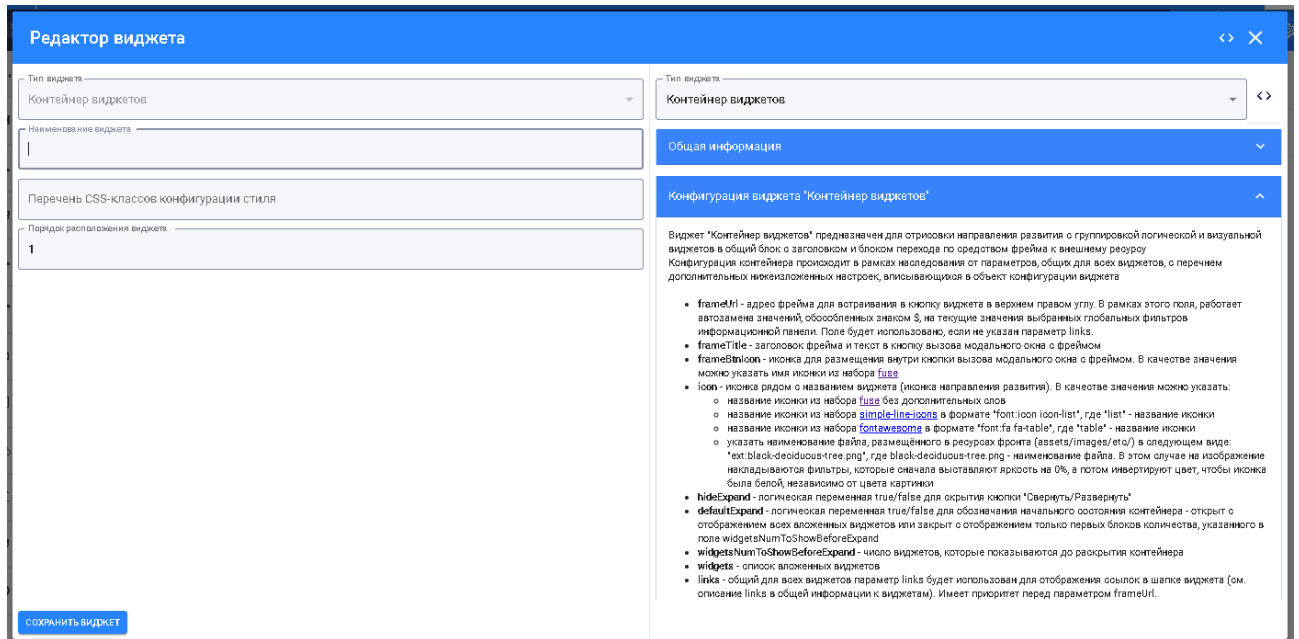 Редактор виджета
Тип виджета
Контейнер виджетов
Наименование виджета
Перечень CSS-классов конфигурации стиля
Порядок расположения виджета
1
СОХРАНИТЬ ВИДЖЕТ
Тип виджета
Контейнер виджетов
Общая информация
Конфигурация виджета "Контейнер виджетов"
Виджет "Контейнер виджетов" предназначен для отрисовки направления развития с группировкой логической и визуальной
виджетов в общий блок с заголовком и блоком перехода по средством фрейма к внешнему ресурсу
Конфигурация контейнера происходит в рамках наследования от параметров, общих для всех виджетов, с перечнем
дополнительных нижеизложенных настроек, вписывающихся в объект конфигурации виджета
• frameUrl - адрес фрейма для встраивания в кнопку виджета в верхнем правом углу. В рамках этого поля, работает
автозамена значений, обособленных знаком $, на текущие значения выбранных глобальных фильтров
информационной панели. Поле будет использовано, если не указан параметр links.
• frameTitle - заголовок фрейма и текст в кнопку вызова модального окна с фреймом
• frameBtnIcon - иконка для размещения внутри кнопки вызова модального окна с фреймом. В качестве значения
можно указать имя иконки из набора fuse
• icon - иконка рядом с названием виджета (иконка направления развития). В качестве значения можно указать:
○ название иконки из набора fuse без дополнительных слов
○ название иконки из набора simple-line-icons в формате "font:icon icon-list", где "list" - название иконки
○ название иконки из набора fontawesome в формате "font:fa fa-table", где "table" - название иконки
○ указать наименование файла, размещённого в ресурсах фронта (assets/images/etc/) в следующем виде:
"ext:black-deciduous-tree.png", где black-deciduous-tree.png - наименование файла. В этом случае на изображение
накладываются фильтры, которые сначала выставляют яркость на 0%, а потом инвертируют цвет, чтобы иконка
была белой, независимо от цвета картинки
• hideExpand - логическая переменная true/false для скрытия кнопки "Свернуть/Развернуть"
• defaultExpand - логическая переменная true/false для обозначания начального состояния контейнера - открыт с
отображением всех вложенных виджетов или закрыт с отображением только первых блоков количества, указанного в
поле widgetsNumToShowBeforeExpand
• widgetsNumToShowBeforeExpand - число виджетов, которые показываются до раскрытия контейнера
• widgets - список вложенных виджетов
• links - общий для всех виджетов параметр links будет использован для отображения ссылок в шапке виджета (см.
описание links в общей информации к виджетам). Имеет приоритет перед параметром frameUrl.